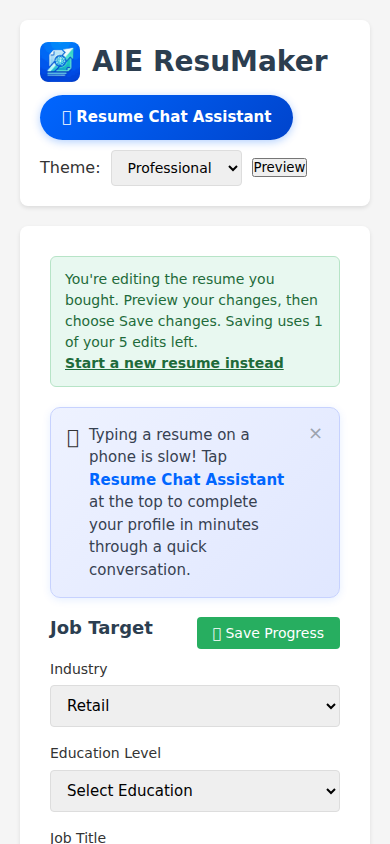 AIE ResuMaker
Resume Chat Assistant
Theme: Professional Preview
You're editing the resume you
bought. Preview your changes, then
choose Save changes. Saving uses 1
of your 5 edits left.
Start a new resume instead
Typing a resume on a
phone is slow! Tap
Resume Chat Assistant
at the top to complete
your profile in minutes
through a quick
conversation.
Job Target
Save Progress
Industry
Retail
Education Level
Select Education
Job Title